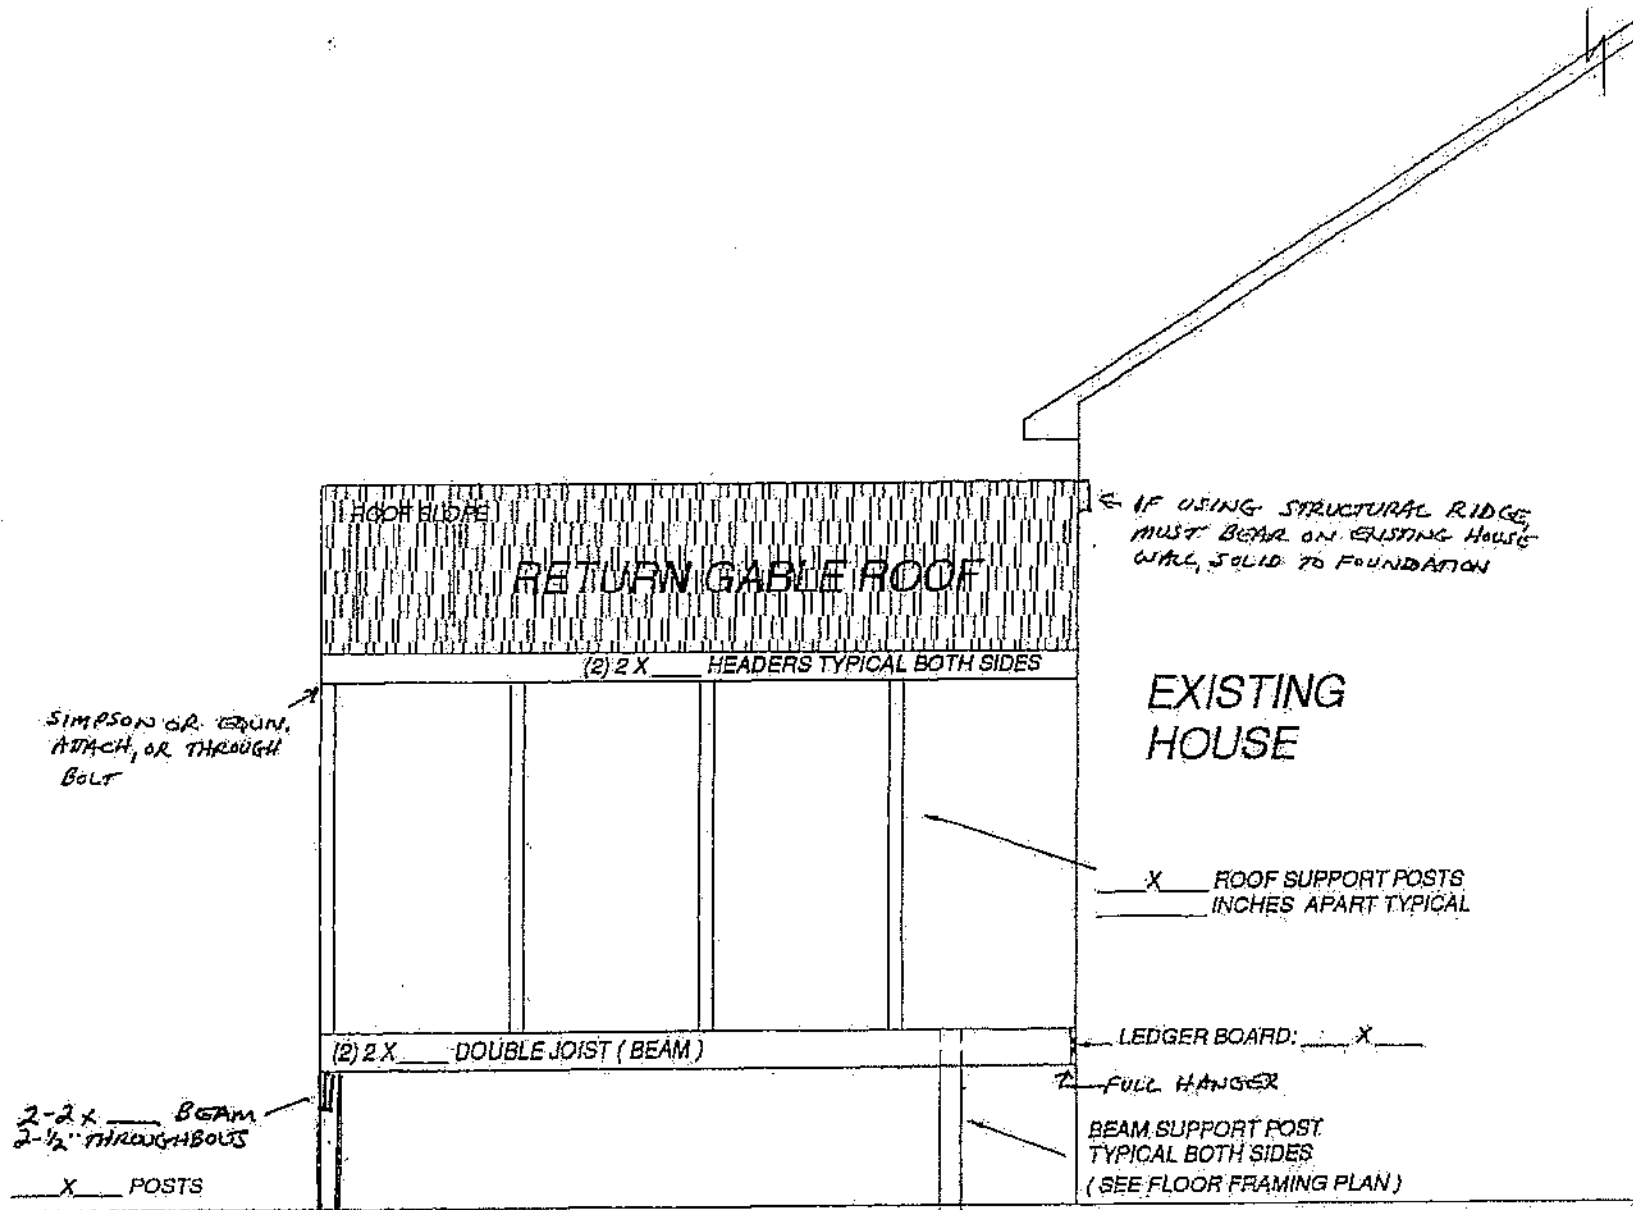 ROOF SLOPE
RETURN GABLE ROOF
← IF USING STRUCTURAL RIDGE,
MUST BEAR ON EXISTING HOUSE
WALL, SOLID TO FOUNDATION
(2) 2 X ____ HEADERS TYPICAL BOTH SIDES
EXISTING
HOUSE
SIMPSON OR EQUIV.
ATTACH, OR THROUGH
BOLT
____X____ ROOF SUPPORT POSTS
________ INCHES APART TYPICAL
(2) 2 X ____ DOUBLE JOIST ( BEAM )
LEDGER BOARD: ____ X ____
FULL HANGER
2-2 x ____ BEAM
2-1/2" THROUGHBOLTS
____X____ POSTS
BEAM SUPPORT POST
TYPICAL BOTH SIDES
( SEE FLOOR FRAMING PLAN )